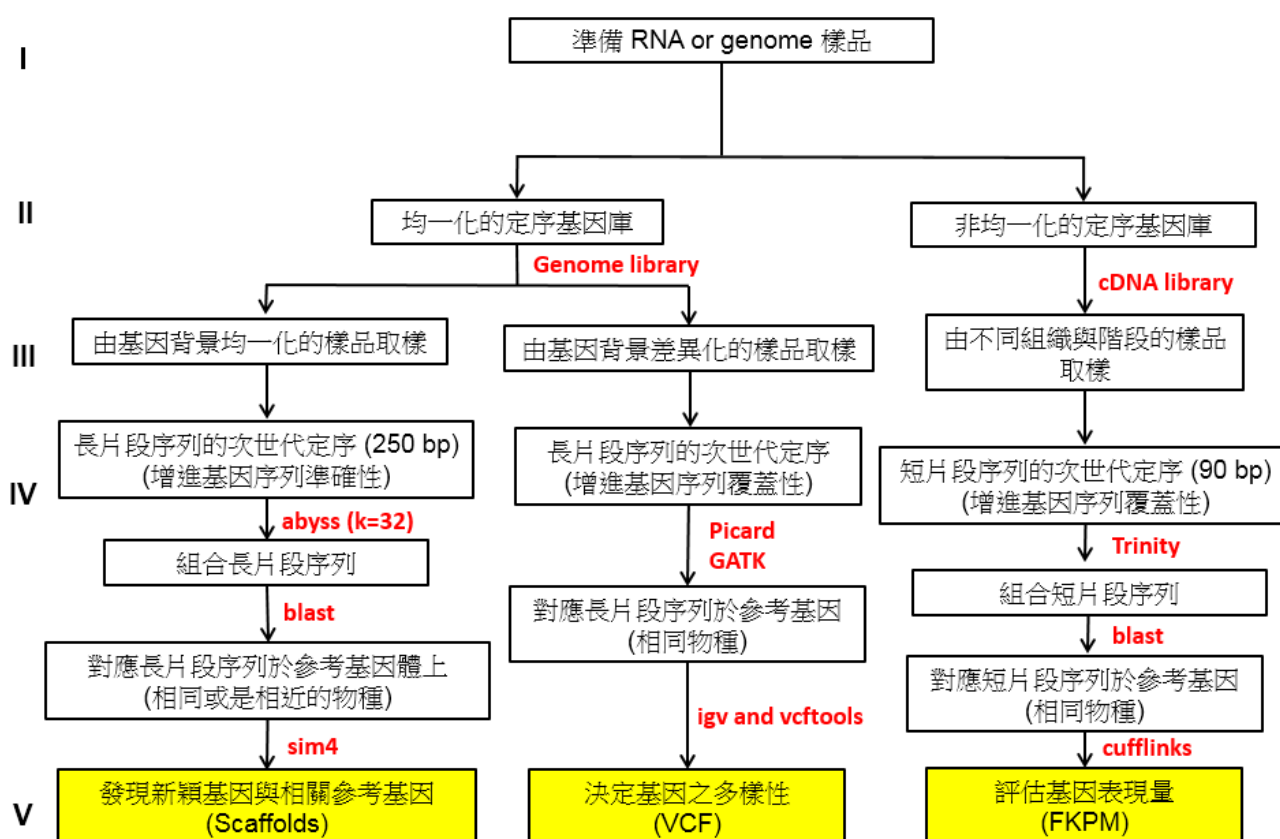 I
準備 RNA or genome 樣品
II
均一化的定序基因庫
非均一化的定序基因庫
Genome library
cDNA library
III
由基因背景均一化的樣品取樣
由基因背景差異化的樣品取樣
由不同組織與階段的樣品
取樣
IV
長片段序列的次世代定序 (250 bp)
(增進基因序列準確性)
長片段序列的次世代定序
(增進基因序列覆蓋性)
短片段序列的次世代定序 (90 bp)
(增進基因序列覆蓋性)
abyss (k=32)
Picard
GATK
Trinity
組合長片段序列
對應長片段序列於參考基因
(相同物種)
組合短片段序列
blast
blast
對應長片段序列於參考基因體上
(相同或是相近的物種)
對應短片段序列於參考基因
(相同物種)
sim4
igv and vcftools
cufflinks
V
發現新穎基因與相關參考基因
(Scaffolds)
決定基因之多樣性
(VCF)
評估基因表現量
(FKPM)